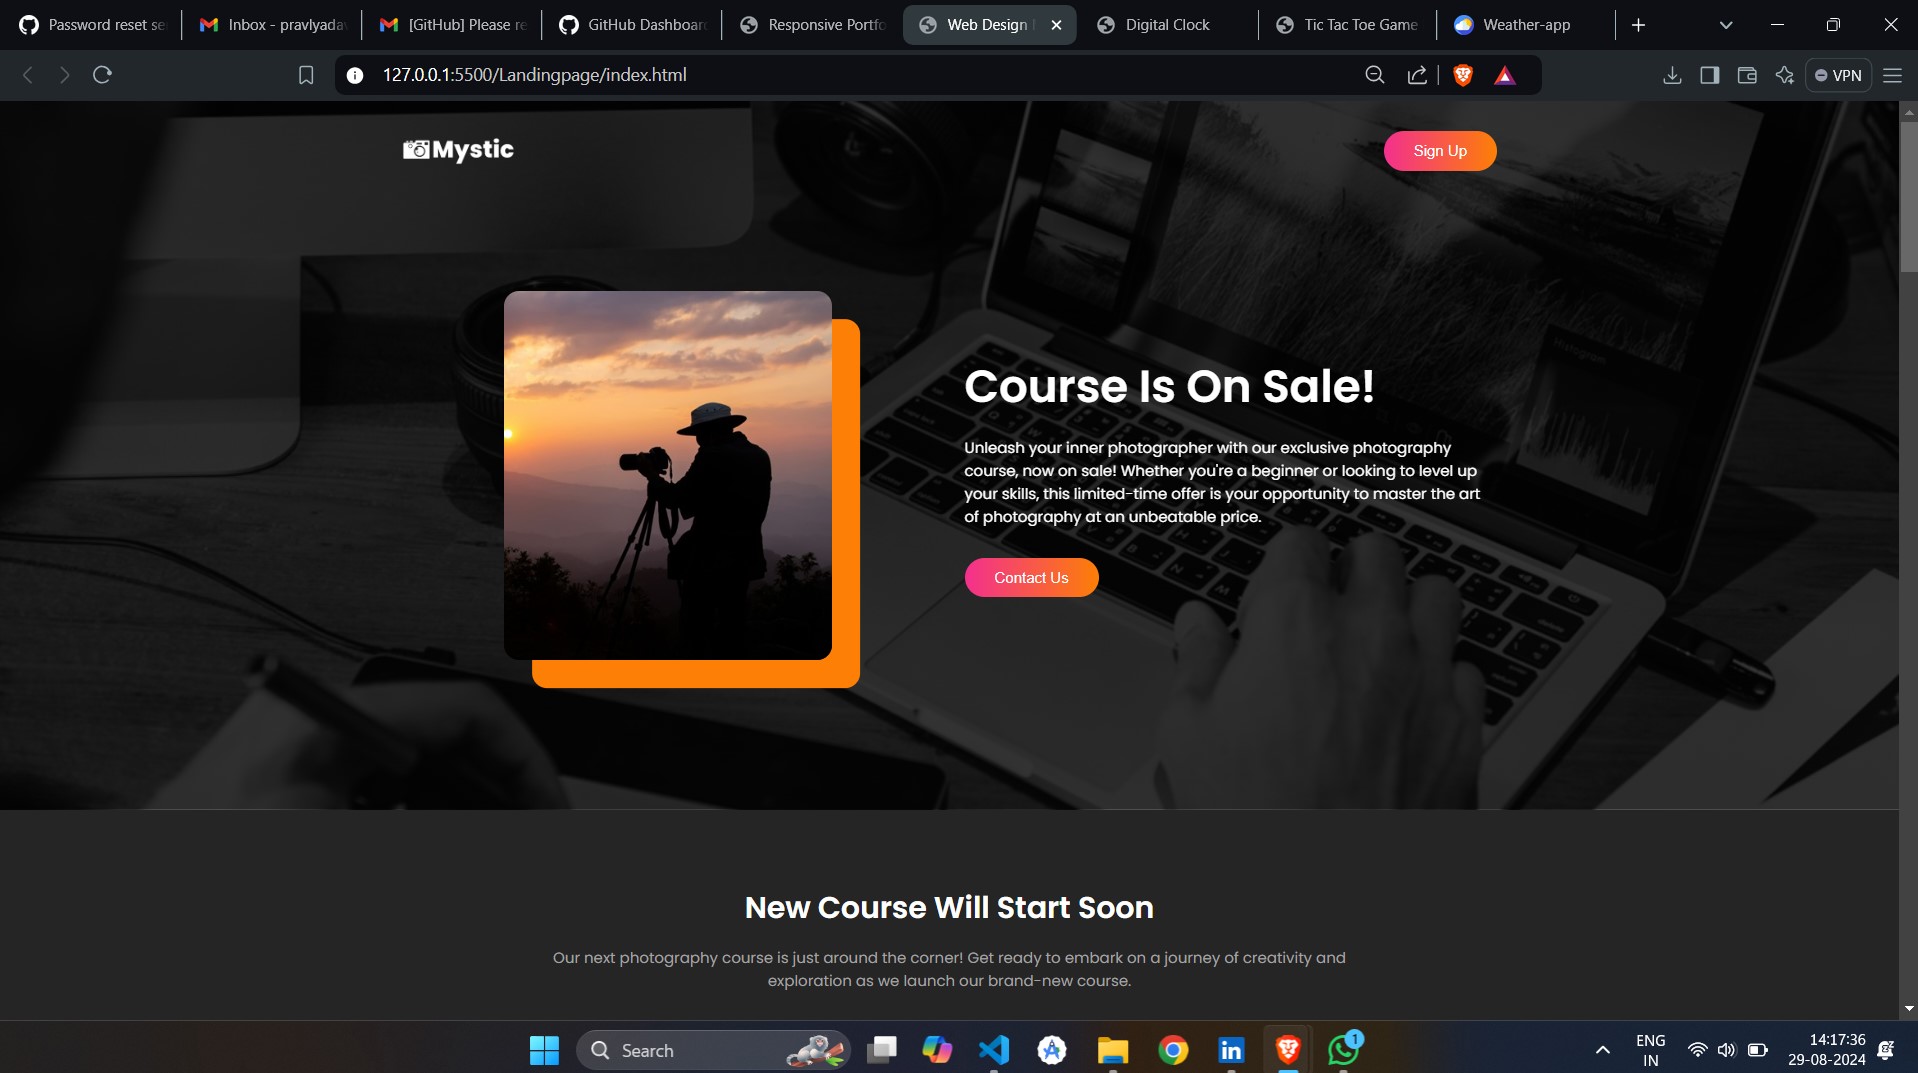 Password reset se
Inbox - pravlyada
[GitHub] Please re
GitHub Dashboar
Responsive Portfo
Web Design
Digital Clock
Tic Tac Toe Game
Weather-app
127.0.0.1:5500/Landingpage/index.html
VPN
Mystic
Sign Up
Course Is On Sale!
Unleash your inner photographer with our exclusive photography
course, now on sale! Whether you're a beginner or looking to level up
your skills, this limited-time offer is your opportunity to master the art
of photography at an unbeatable price.
Contact Us
New Course Will Start Soon
Our next photography course is just around the corner! Get ready to embark on a journey of creativity and
exploration as we launch our brand-new course.
Search
in
1
ENG
IN
14:17:36
29-08-2024